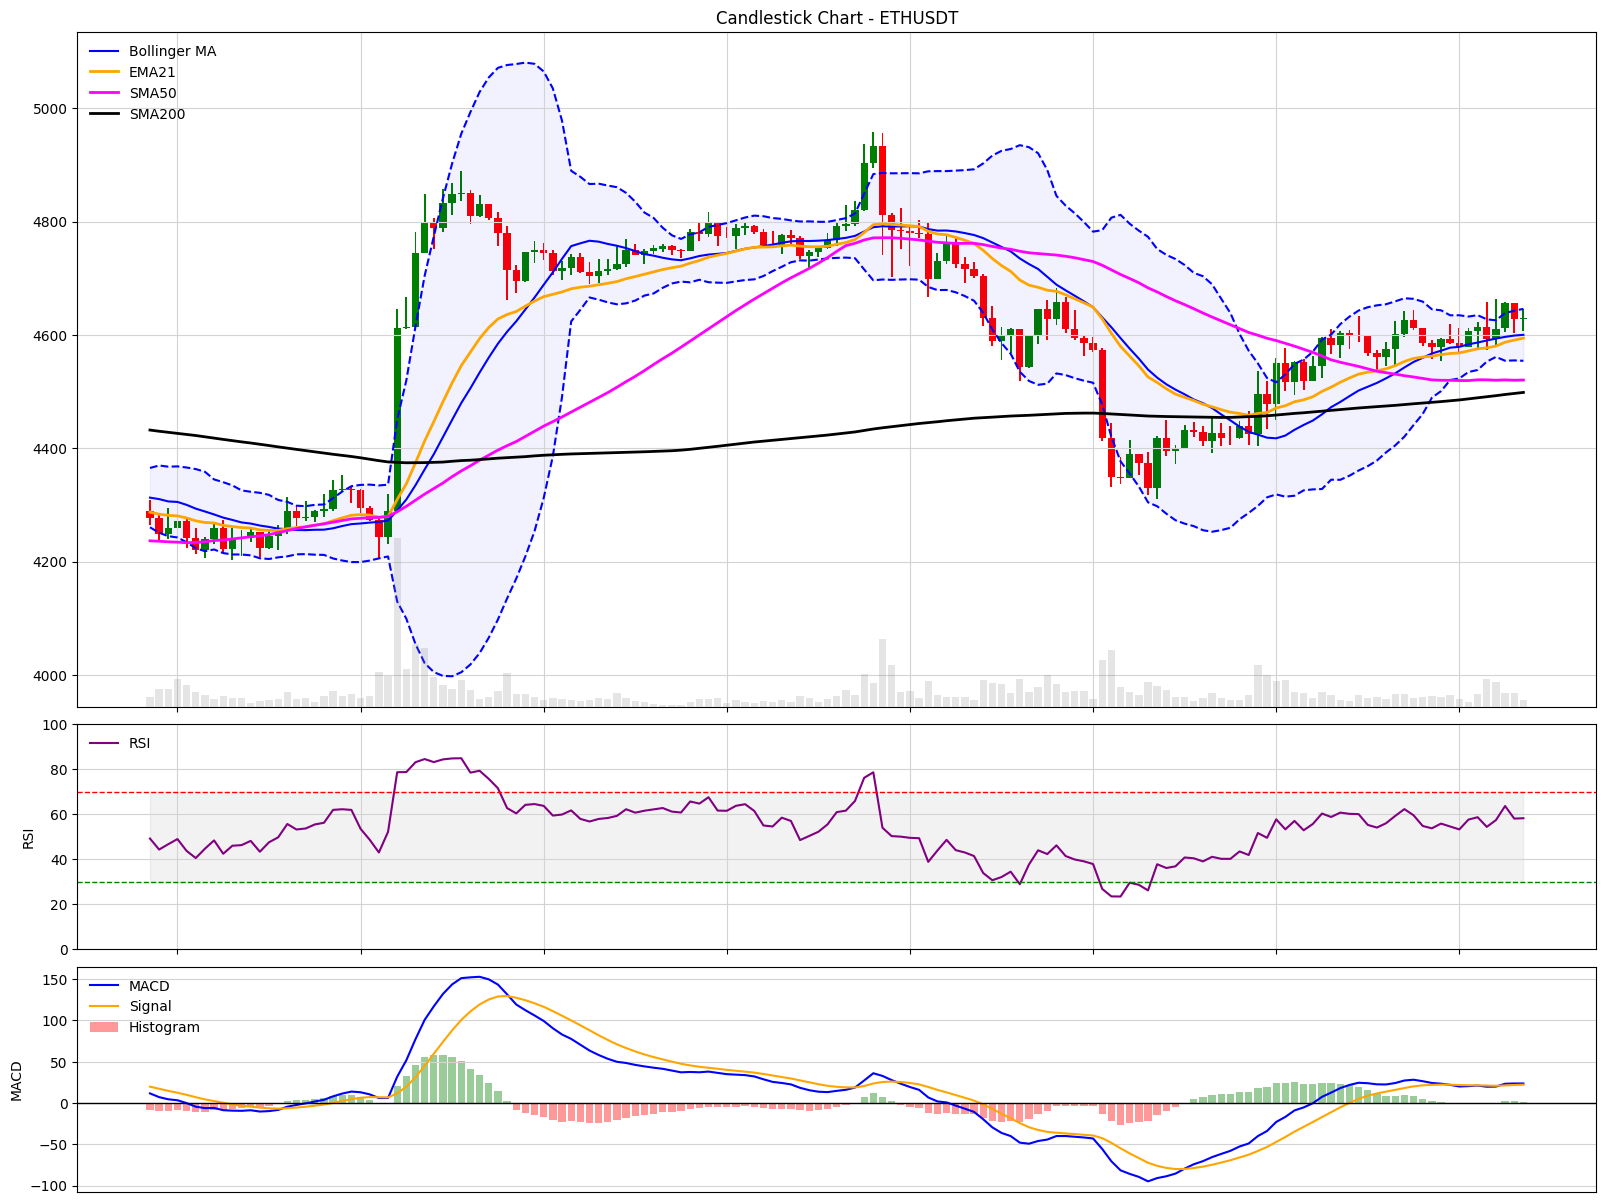 Candlestick Chart - ETHUSDT
Bollinger MA
EMA21
SMA50
SMA200
5000
4800
4600
4400
4200
4000
RSI
100
80
60
40
20
0
RSI
MACD
Signal
Histogram
150
100
50
0
−50
−100
MACD